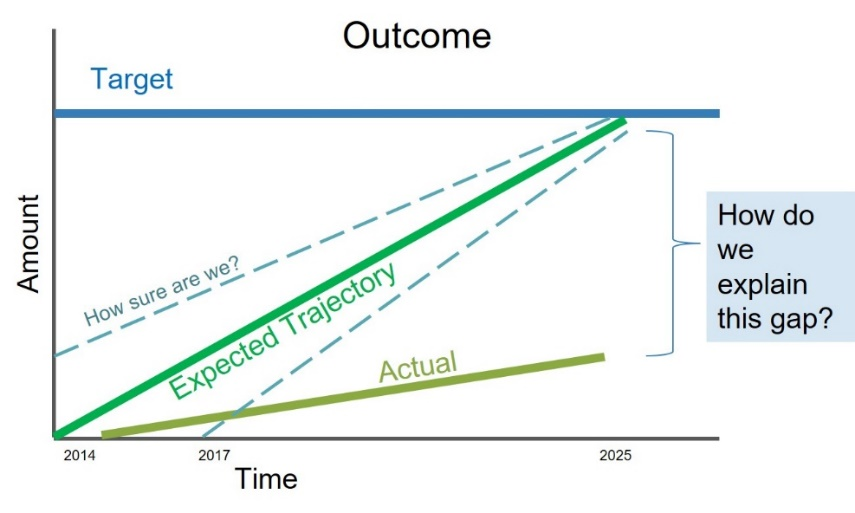 Outcome
Target
Amount
How sure are we?
Expected Trajectory
Actual
How do
we
explain
this gap?
2014
2017
2025
Time